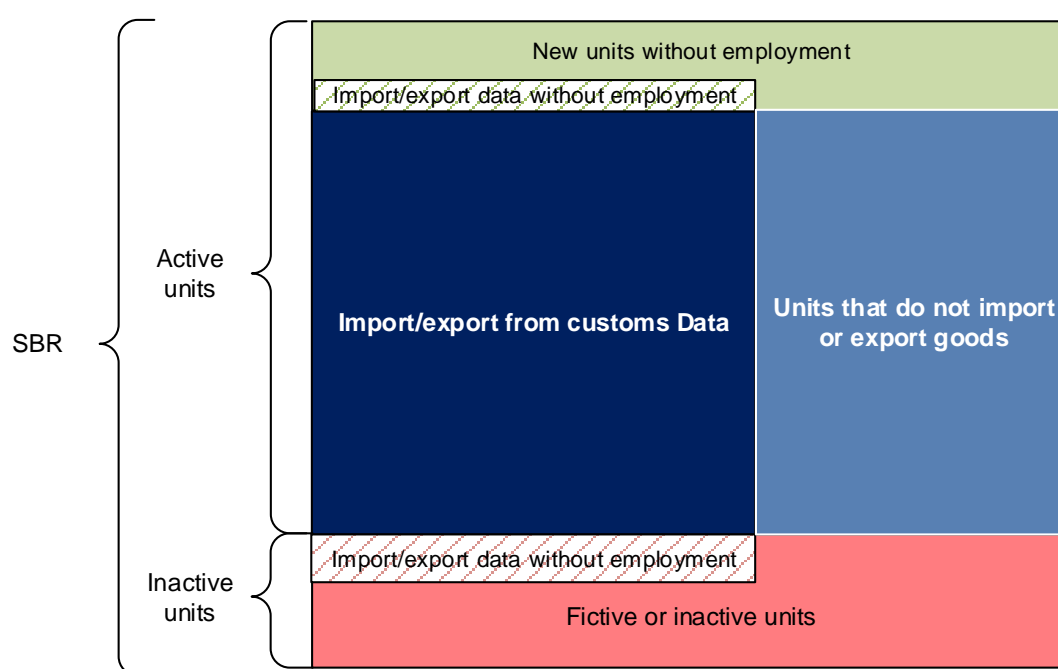 New units without employment
Import/export data without employment
Active
units
Import/export from customs Data
Units that do not import
or export goods
SBR
Import/export data without employment
Inactive
units
Fictive or inactive units